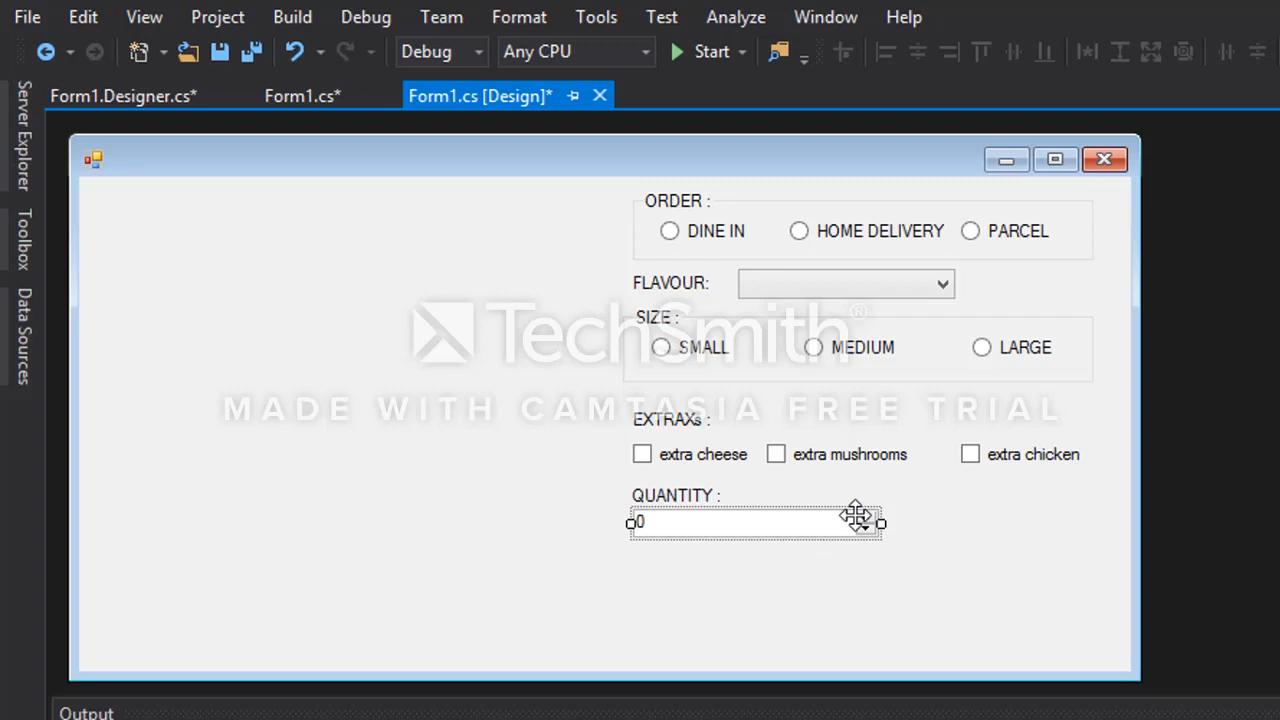 File Edit View Project Build Debug Team Format Tools Test Analyze Window Help
Debug Any CPU Start
Form1.Designer.cs* Form1.cs* Form1.cs [Design]*
Server Explorer
Toolbox
Data Sources
ORDER :
DINE IN HOME DELIVERY PARCEL
FLAVOUR:
SIZE :
TechSmith®
SMALL MEDIUM LARGE
MADE WITH CAMTASIA FREE TRIAL
EXTRAXs :
extra cheese extra mushrooms extra chicken
QUANTITY :
0
Output